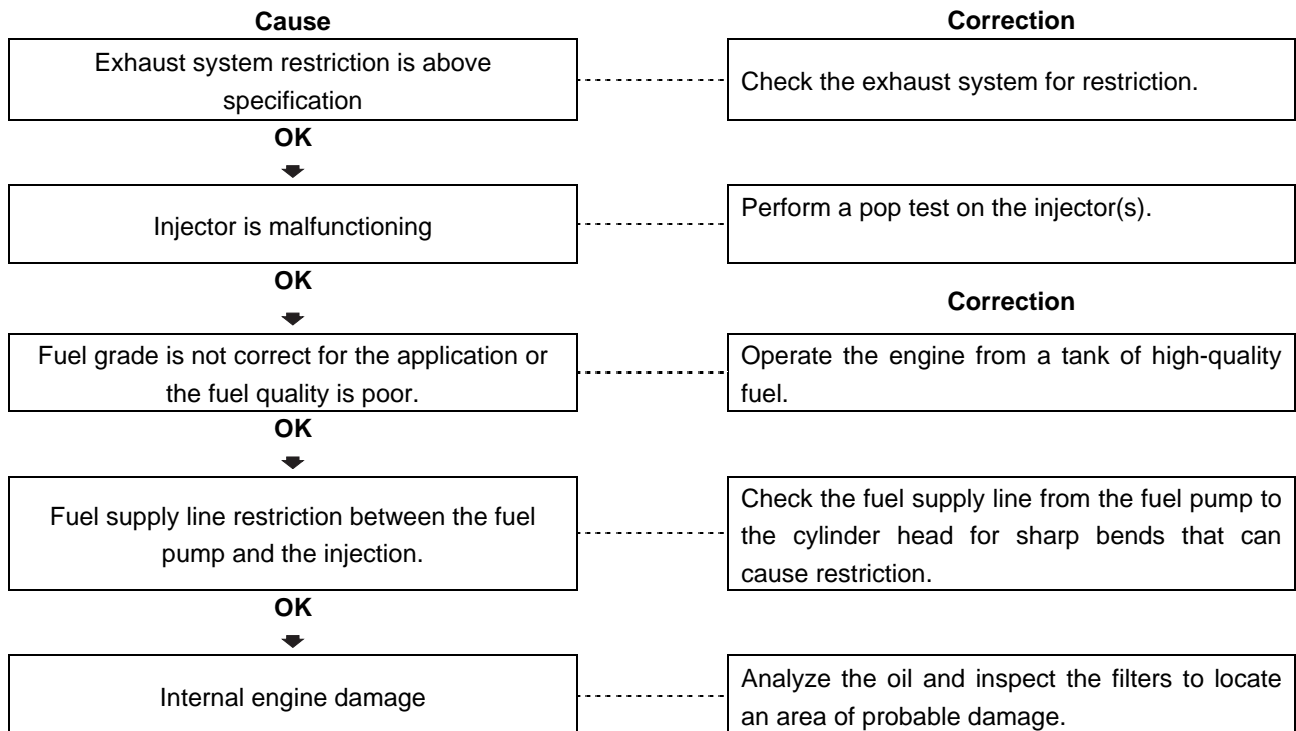 Cause
Correction
Exhaust system restriction is above
specification
Check the exhaust system for restriction.
OK
Injector is malfunctioning
Perform a pop test on the injector(s).
OK
Correction
Fuel grade is not correct for the application or
the fuel quality is poor.
Operate the engine from a tank of high-quality
fuel.
OK
Fuel supply line restriction between the fuel
pump and the injection.
Check the fuel supply line from the fuel pump to
the cylinder head for sharp bends that can
cause restriction.
OK
Internal engine damage
Analyze the oil and inspect the filters to locate
an area of probable damage.